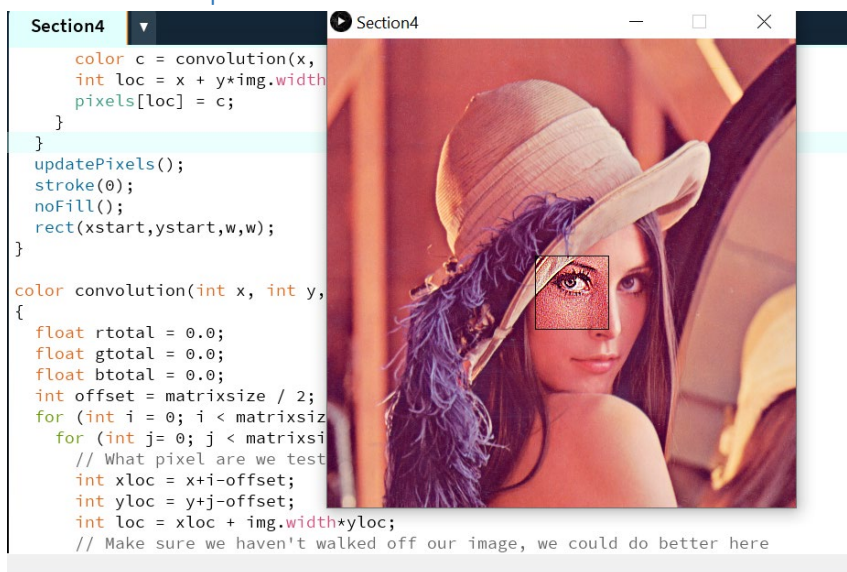 Section4 ▼
Section4
color c = convolution(x,
int loc = x + y*img.width
pixels[loc] = c;
}
}
updatePixels();
stroke(0);
noFill();
rect(xstart,ystart,w,w);
}
color convolution(int x, int y,
{
float rtotal = 0.0;
float gtotal = 0.0;
float btotal = 0.0;
int offset = matrixsize / 2;
for (int i = 0; i < matrixsiz
for (int j= 0; j < matrixsi
// What pixel are we test
int xloc = x+i-offset;
int yloc = y+j-offset;
int loc = xloc + img.width*yloc;
// Make sure we haven't walked off our image, we could do better here